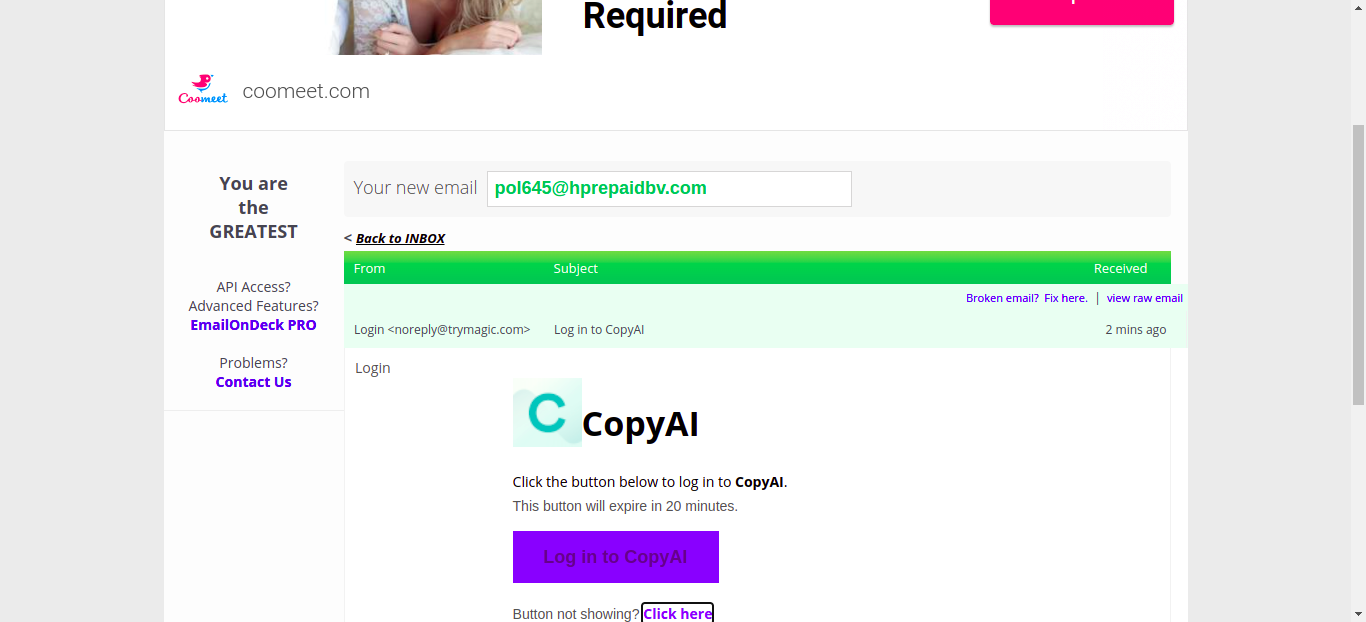 Required
Coomeet
coomeet.com
You are
the
GREATEST
API Access?
Advanced Features?
EmailOnDeck PRO
Problems?
Contact Us
Your new email pol645@hprepaidbv.com
< Back to INBOX
From Subject Received
Broken email? Fix here. | view raw email
Login <noreply@trymagic.com> Log in to CopyAI 2 mins ago
Login
CopyAI
Click the button below to log in to CopyAI.
This button will expire in 20 minutes.
Log in to CopyAI
Button not showing? Click here